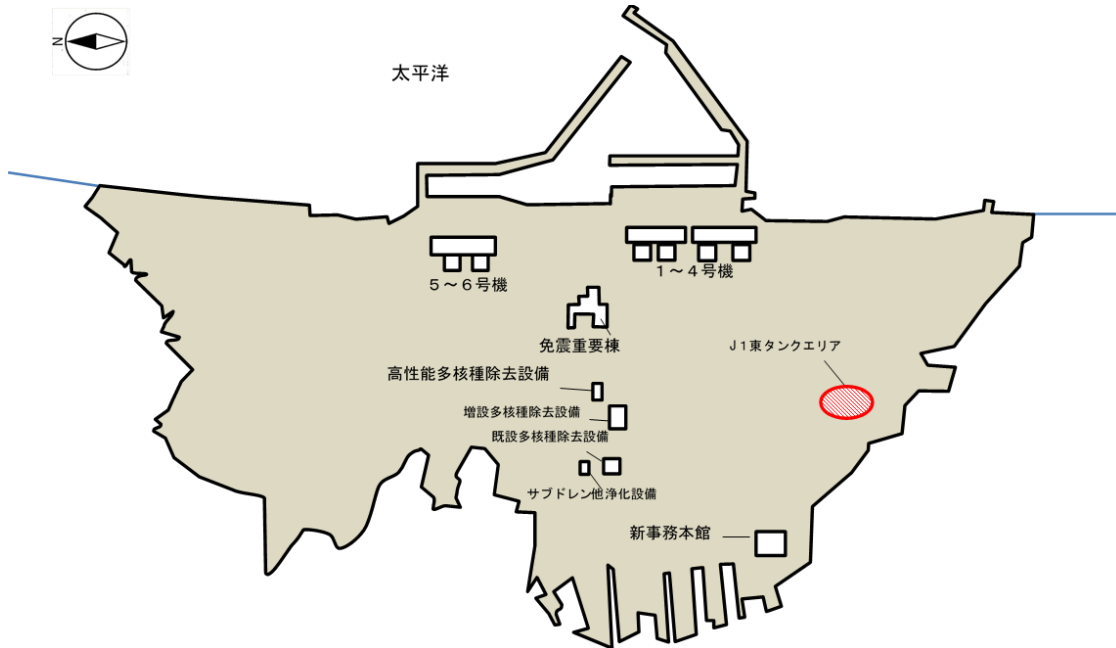 N
太平洋
5～6号機
1～4号機
免震重要棟
J1東タンクエリア
高性能多核種除去設備
増設多核種除去設備
既設多核種除去設備
サブドレン他浄化設備
新事務本館